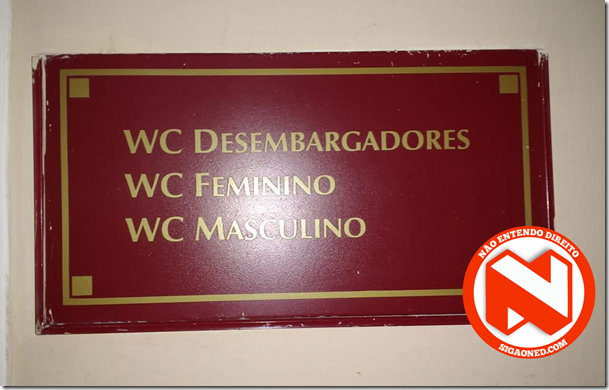 WC DESEMBARGADORES
WC FEMININO
WC MASCULINO
NÃO ENTENDO DIREITO
N
SIGAONED.COM